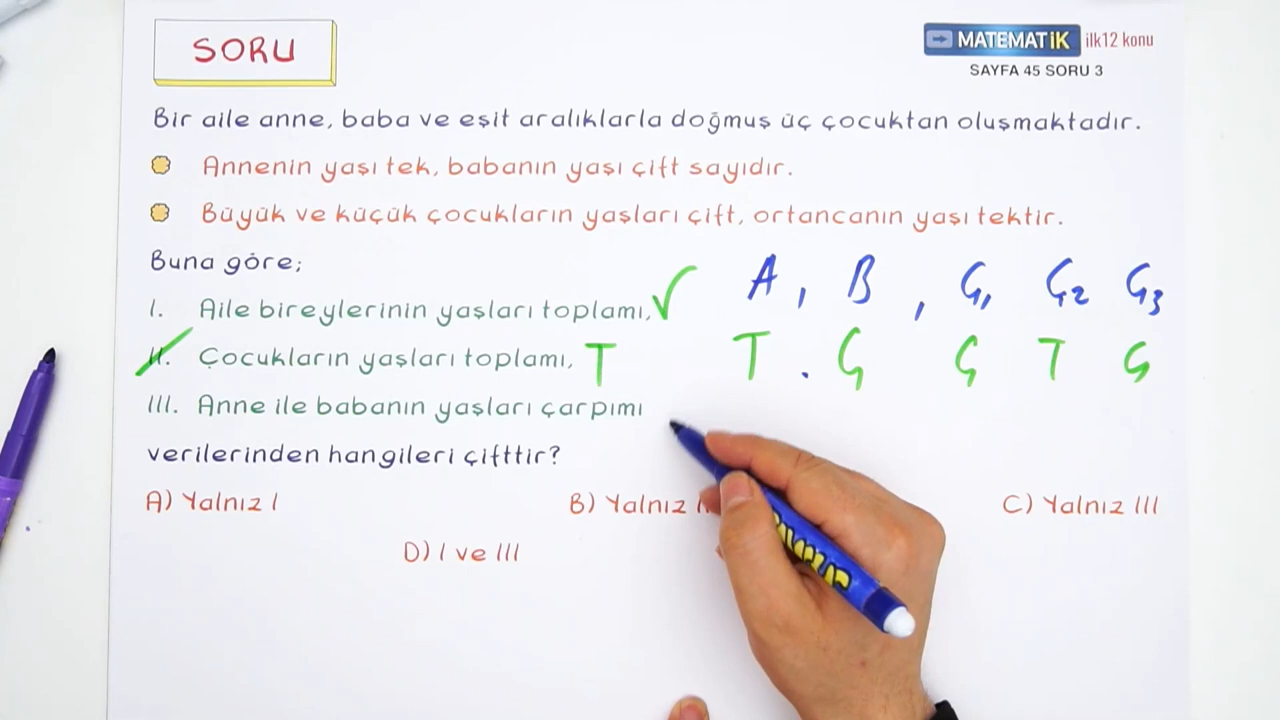 SORU
MATEMATİK ilk12 konu
SAYFA 45 SORU 3
Bir aile anne, baba ve eşit aralıklarla doğmuş üç çocuktan oluşmaktadır.
Annenin yaşı tek, babanın yaşı çift sayıdır.
Büyük ve küçük çocukların yaşları çift, ortancanın yaşı tektir.
Buna göre;
A, B, Ç1 Ç2 Ç3
I. Aile bireylerinin yaşları toplamı, ✓
II. Çocukların yaşları toplamı, T
T . Ç Ç T Ç
III. Anne ile babanın yaşları çarpımı
verilerinden hangileri çifttir?
A) Yalnız I
B) Yalnız
C) Yalnız III
D) I ve III